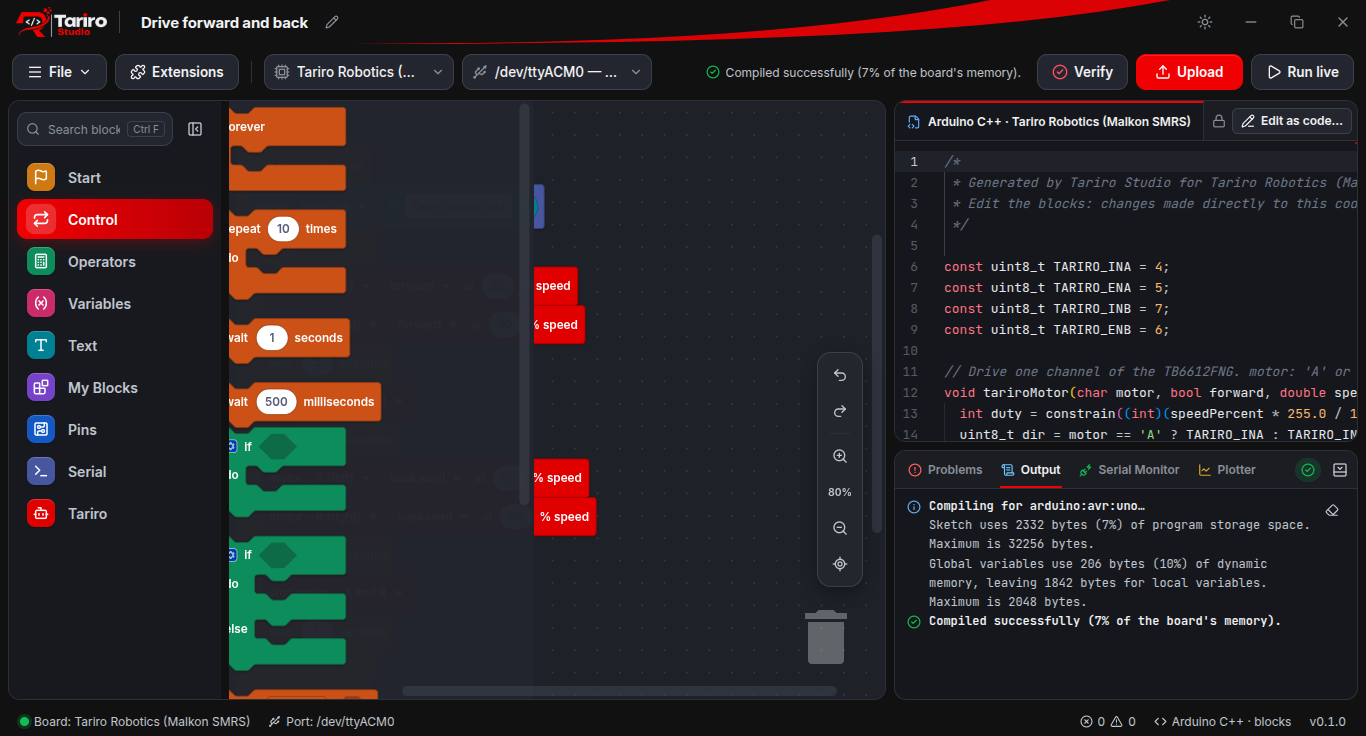 Tariro
Studio
Drive forward and back
File
Extensions
Tariro Robotics (...
/dev/ttyACM0 — ...
Compiled successfully (7% of the board's memory).
Verify
Upload
Run live
Search block
Ctrl F
Start
Control
Operators
Variables
Text
My Blocks
Pins
Serial
Tariro
orever
epeat 10 times
do
wait 1 seconds
wait 500 milliseconds
if
do
if
do
else
speed
% speed
% speed
% speed
80%
Arduino C++ · Tariro Robotics (Malkon SMRS)
Edit as code...
1 /*
2 * Generated by Tariro Studio for Tariro Robotics (Ma
3 * Edit the blocks: changes made directly to this cod
4 */
5
6 const uint8_t TARIRO_INA = 4;
7 const uint8_t TARIRO_ENA = 5;
8 const uint8_t TARIRO_INB = 7;
9 const uint8_t TARIRO_ENB = 6;
10
11 // Drive one channel of the TB6612FNG. motor: 'A' or
12 void tariroMotor(char motor, bool forward, double spe
13 int duty = constrain((int)(speedPercent * 255.0 / 1
14 uint8_t dir = motor == 'A' ? TARIRO_INA : TARIRO_IN
Problems
Output
Serial Monitor
Plotter
Compiling for arduino:avr:uno…
Sketch uses 2332 bytes (7%) of program storage space.
Maximum is 32256 bytes.
Global variables use 206 bytes (10%) of dynamic
memory, leaving 1842 bytes for local variables.
Maximum is 2048 bytes.
Compiled successfully (7% of the board's memory).
Board: Tariro Robotics (Malkon SMRS)
Port: /dev/ttyACM0
0
0
Arduino C++ · blocks
v0.1.0